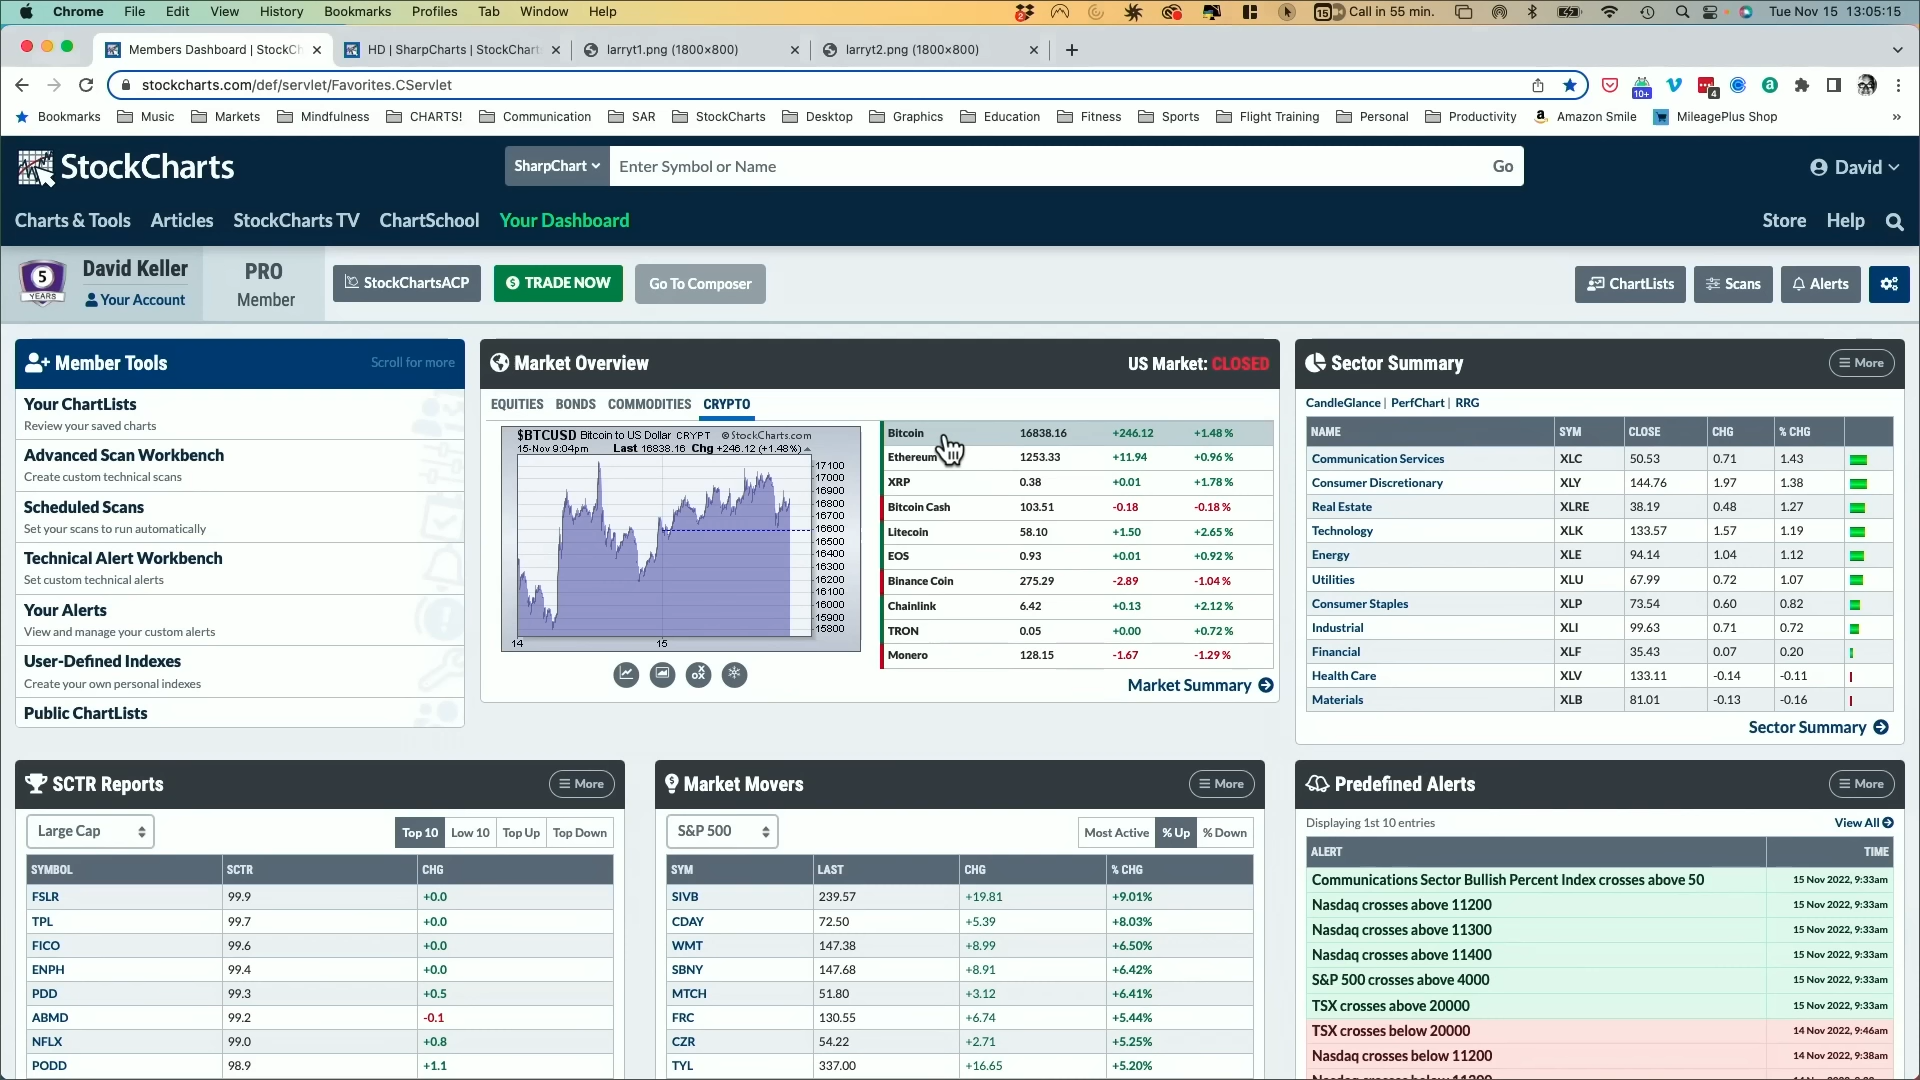 Chrome File Edit View History Bookmarks Profiles Tab Window Help
2 15 Call in 55 min. Tue Nov 15 13:05:15
Members Dashboard | StockCh
HD | SharpCharts | StockChart
larryt1.png (1800×800)
larryt2.png (1800×800)
stockcharts.com/def/servlet/Favorites.CServlet
10+ 4
Bookmarks Music Markets Mindfulness CHARTS! Communication SAR StockCharts Desktop Graphics Education Fitness Sports Flight Training Personal Productivity Amazon Smile MileagePlus Shop »
StockCharts
SharpChart Enter Symbol or Name Go
David
Charts & Tools Articles StockCharts TV ChartSchool Your Dashboard
Store Help
5 YEARS
David Keller
Your Account
PRO
Member
StockChartsACP TRADE NOW Go To Composer
ChartLists Scans Alerts
Member Tools Scroll for more
Your ChartLists
Review your saved charts
Advanced Scan Workbench
Create custom technical scans
Scheduled Scans
Set your scans to run automatically
Technical Alert Workbench
Set custom technical alerts
Your Alerts
View and manage your custom alerts
User-Defined Indexes
Create your own personal indexes
Public ChartLists
Market Overview US Market: CLOSED
EQUITIES BONDS COMMODITIES CRYPTO
$BTCUSD Bitcoin to US Dollar CRYPT © StockCharts.com
15-Nov 9:04pm Last 16838.16 Chg +246.12 (+1.48%)
17100
17000
16900
16800
16700
16600
16500
16400
16300
16200
16100
16000
15900
15800
14 15
Bitcoin 16838.16 +246.12 +1.48 %
Ethereum 1253.33 +11.94 +0.96 %
XRP 0.38 +0.01 +1.78 %
Bitcoin Cash 103.51 -0.18 -0.18 %
Litecoin 58.10 +1.50 +2.65 %
EOS 0.93 +0.01 +0.92 %
Binance Coin 275.29 -2.89 -1.04 %
Chainlink 6.42 +0.13 +2.12 %
TRON 0.05 +0.00 +0.72 %
Monero 128.15 -1.67 -1.29 %
Market Summary
Sector Summary More
CandleGlance | PerfChart | RRG
NAME SYM CLOSE CHG % CHG
Communication Services XLC 50.53 0.71 1.43
Consumer Discretionary XLY 144.76 1.97 1.38
Real Estate XLRE 38.19 0.48 1.27
Technology XLK 133.57 1.57 1.19
Energy XLE 94.14 1.04 1.12
Utilities XLU 67.99 0.72 1.07
Consumer Staples XLP 73.54 0.60 0.82
Industrial XLI 99.63 0.71 0.72
Financial XLF 35.43 0.07 0.20
Health Care XLV 133.11 -0.14 -0.11
Materials XLB 81.01 -0.13 -0.16
Sector Summary
SCTR Reports More
Large Cap Top 10 Low 10 Top Up Top Down
SYMBOL SCTR CHG
FSLR 99.9 +0.0
TPL 99.7 +0.0
FICO 99.6 +0.0
ENPH 99.4 +0.0
PDD 99.3 +0.5
ABMD 99.2 -0.1
NFLX 99.0 +0.8
PODD 98.9 +1.1
Market Movers More
S&P 500 Most Active % Up % Down
SYM LAST CHG % CHG
SIVB 239.57 +19.81 +9.01%
CDAY 72.50 +5.39 +8.03%
WMT 147.38 +8.99 +6.50%
SBNY 147.68 +8.91 +6.42%
MTCH 51.80 +3.12 +6.41%
FRC 130.55 +6.74 +5.44%
CZR 54.22 +2.71 +5.25%
TYL 337.00 +16.65 +5.20%
Predefined Alerts More
Displaying 1st 10 entries View All
ALERT TIME
Communications Sector Bullish Percent Index crosses above 50 15 Nov 2022, 9:33am
Nasdaq crosses above 11200 15 Nov 2022, 9:33am
Nasdaq crosses above 11300 15 Nov 2022, 9:33am
Nasdaq crosses above 11400 15 Nov 2022, 9:33am
S&P 500 crosses above 4000 15 Nov 2022, 9:33am
TSX crosses above 20000 15 Nov 2022, 9:33am
TSX crosses below 20000 14 Nov 2022, 9:46am
Nasdaq crosses below 11200 14 Nov 2022, 9:38am